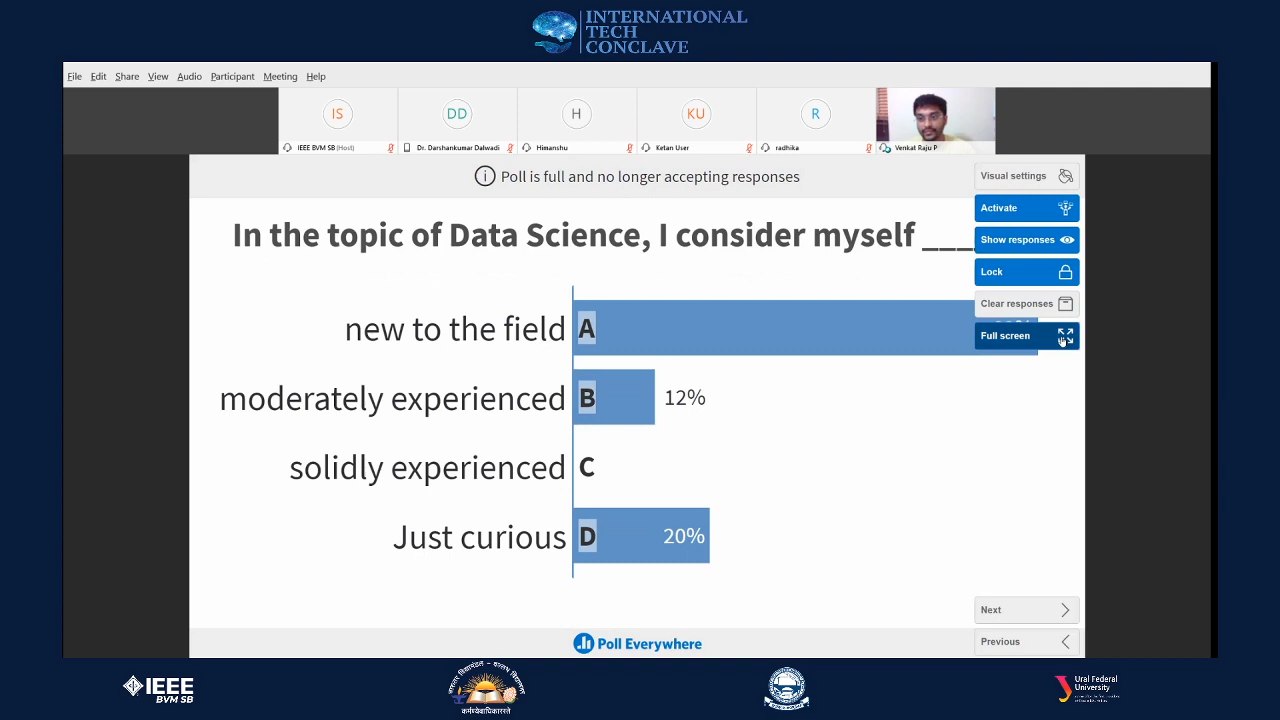 INTERNATIONAL
TECH
CONCLAVE
File Edit Share View Audio Participant Meeting Help
IS
DD
H
KU
R
IEEE BVM SB (Host)
Dr. Darshankumar Dalwadi
Himanshu
Ketan User
radhika
Venkat Raju P
Poll is full and no longer accepting responses
Visual settings
Activate
Show responses
Lock
Clear responses
Full screen
In the topic of Data Science, I consider myself ____
new to the field A
moderately experienced B 12%
solidly experienced C
Just curious D 20%
Next
Previous
Poll Everywhere
IEEE
BVM SB
कर्मण्येवाधिकारस्ते
Ural Federal
University